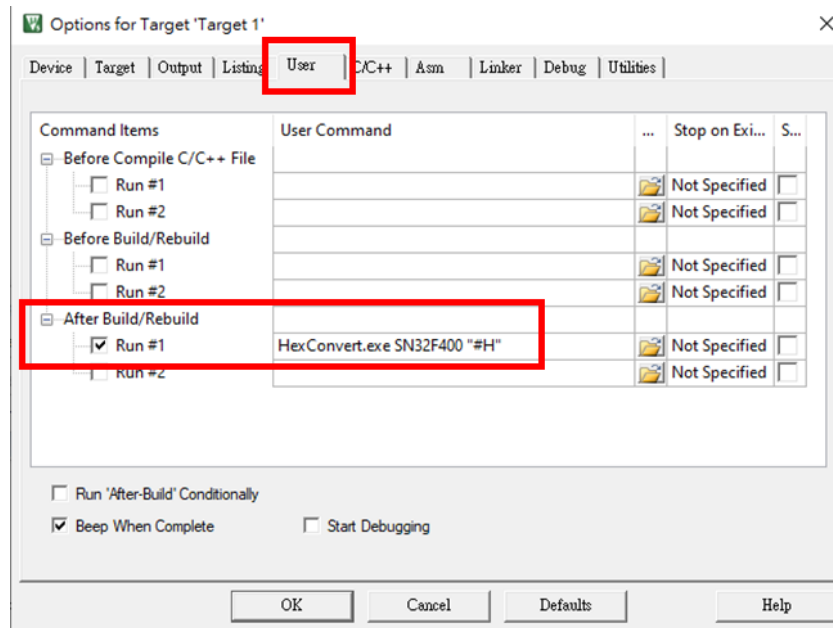 Options for Target 'Target 1'
Device Target Output Listing User C/C++ Asm Linker Debug Utilities
Command Items User Command ... Stop on Exi... S...
Before Compile C/C++ File
Run #1 Not Specified
Run #2 Not Specified
Before Build/Rebuild
Run #1 Not Specified
Run #2 Not Specified
After Build/Rebuild
Run #1 HexConvert.exe SN32F400 "#H" Not Specified
Run #2 Not Specified
Run 'After-Build' Conditionally
Beep When Complete Start Debugging
OK Cancel Defaults Help